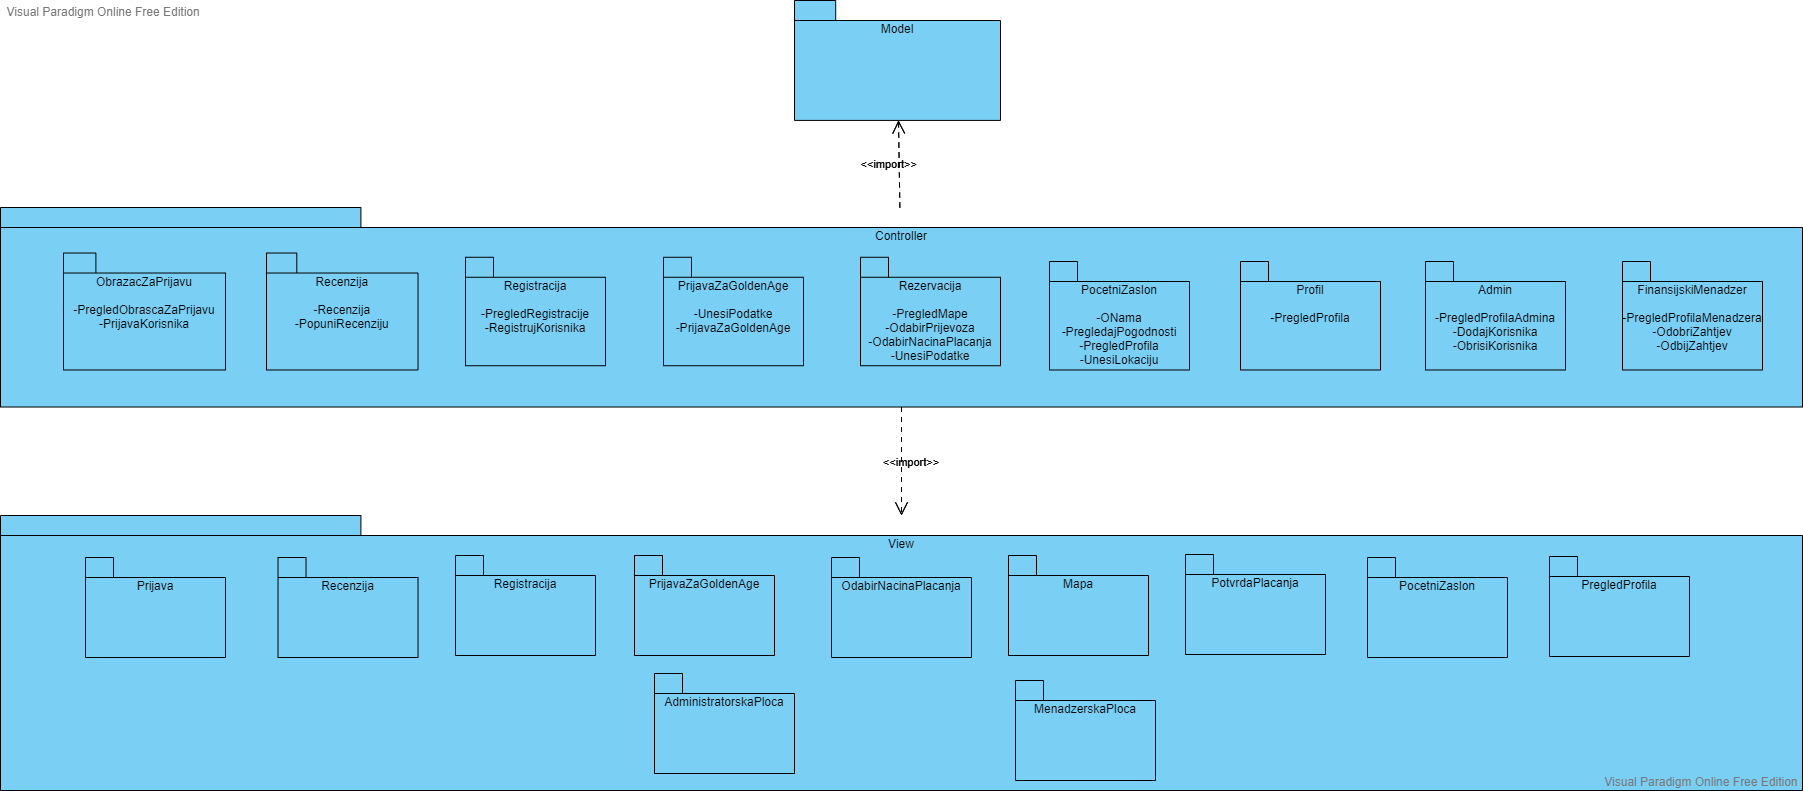 Visual Paradigm Online Free Edition
Model
<<import>>
Controller
ObrazacZaPrijavu
-PregledObrascaZaPrijavu
-PrijavaKorisnika
Recenzija
-Recenzija
-PopuniRecenziju
Registracija
-PregledRegistracije
-RegistrujKorisnika
PrijavaZaGoldenAge
-UnesiPodatke
-PrijavaZaGoldenAge
Rezervacija
-PregledMape
-OdabirPrijevoza
-OdabirNacinaPlacanja
-UnesiPodatke
PocetniZaslon
-ONama
-PregledajPogodnosti
-PregledProfila
-UnesiLokaciju
Profil
-PregledProfila
Admin
-PregledProfilaAdmina
-DodajKorisnika
-ObrisiKorisnika
FinansijskiMenadzer
-PregledProfilaMenadzera
-OdobriZahtjev
-OdbijZahtjev
<<import>>
View
Prijava
Recenzija
Registracija
PrijavaZaGoldenAge
OdabirNacinaPlacanja
Mapa
PotvrdaPlacanja
PocetniZaslon
PregledProfila
AdministratorskaPloca
MenadzerskaPloca
Visual Paradigm Online Free Edition